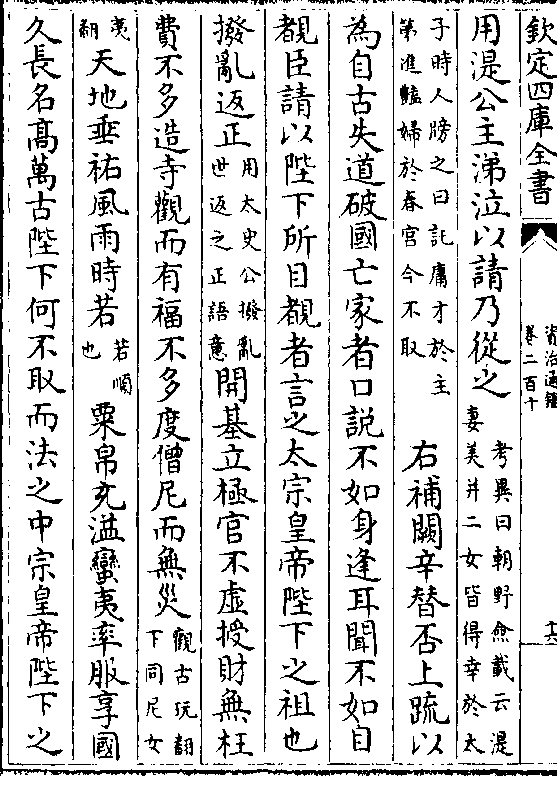 欽定四庫全書
資治通鑑
卷二百十
十六
用湜公主涕泣以請乃從之考異曰朝野僉載云湜妻美并二女皆得幸於太
子時人牓之曰託庸才於主第進豔婦於春宫今不取　右補闕辛替否上疏以
為自古失道破國亡家者口説不如身逢耳聞不如目
覩臣請以陛下所目覩者言之太宗皇帝陛下之祖也
撥亂返正用太史公撥亂世返之正語意開基立極官不虚授財無枉
費不多造寺觀而有福不多度僧尼而無災觀古玩翻下同尼女
夷翻天地垂祐風雨時若若順也粟帛充溢蠻夷率服享國
久長名髙萬古陛下何不取而法之中宗皇帝陛下之